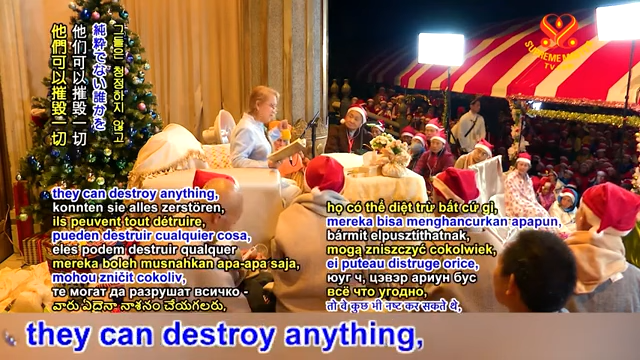 SUPREME MASTER
TV
그들은 청정하지 않고
純粋でない誰かを
他们可以摧毁一切
他們可以摧毀一切
they can destroy anything,
konnten sie alles zerstören,
ils peuvent tout détruire,
pueden destruir cualquier cosa,
eles podem destruir qualquer
mereka boleh musnahkan apa-apa saja,
mohou zničit cokoliv,
те могат да разрушат всичко -
వారు ఏదైనా నాశనం చేయగలరు,
họ có thể diệt trừ bất cứ gì,
mereka bisa menghancurkan apapun,
bármit elpusztíthatnak,
mogą zniszczyć cokolwiek,
ei puteau distruge orice,
юуг ч, цэвэр ариун бус
всё что угодно,
तो वे कुछ भी नष्ट कर सकते थे,
they can destroy anything,